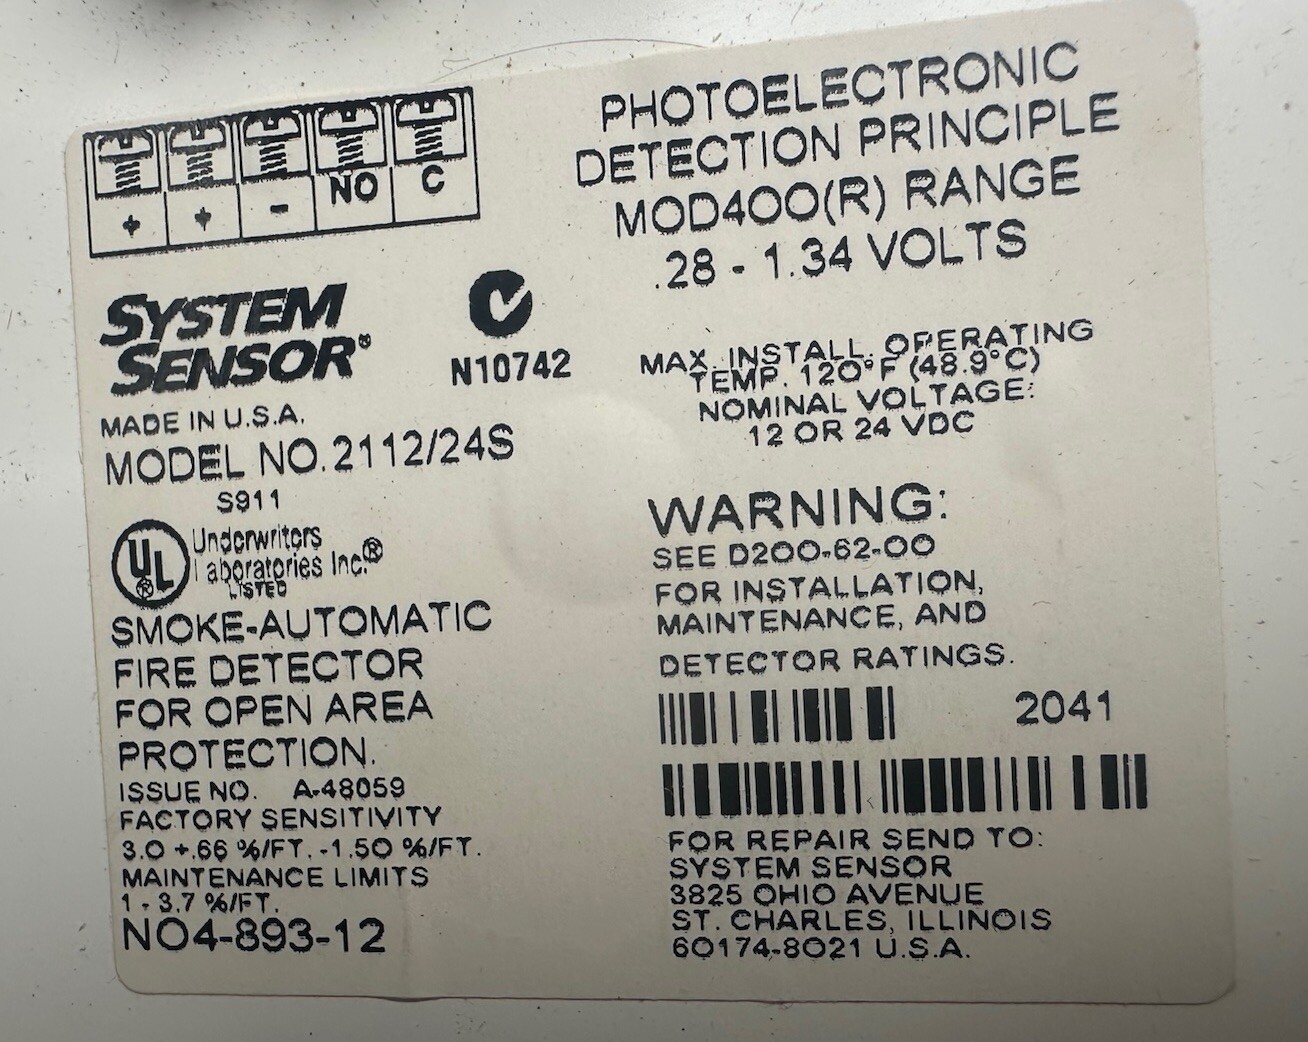 + + - NO C
SYSTEM
SENSOR®
N10742
MADE IN U.S.A.
MODEL NO. 2112/24S
S911
UL® Underwriters
Laboratories Inc.®
LISTED
SMOKE-AUTOMATIC
FIRE DETECTOR
FOR OPEN AREA
PROTECTION.
ISSUE NO. A-48059
FACTORY SENSITIVITY
3.0 +.66 %/FT. -1.50 %/FT.
MAINTENANCE LIMITS
1 - 3.7 %/FT.
NO4-893-12
PHOTOELECTRONIC
DETECTION PRINCIPLE
MOD400(R) RANGE
.28 - 1.34 VOLTS
MAX. INSTALL. OPERATING
TEMP. 120°F (48.9°C)
NOMINAL VOLTAGE:
12 OR 24 VDC
WARNING:
SEE D200-62-00
FOR INSTALLATION,
MAINTENANCE, AND
DETECTOR RATINGS.
2041
FOR REPAIR SEND TO:
SYSTEM SENSOR
3825 OHIO AVENUE
ST. CHARLES, ILLINOIS
60174-8021 U.S.A.